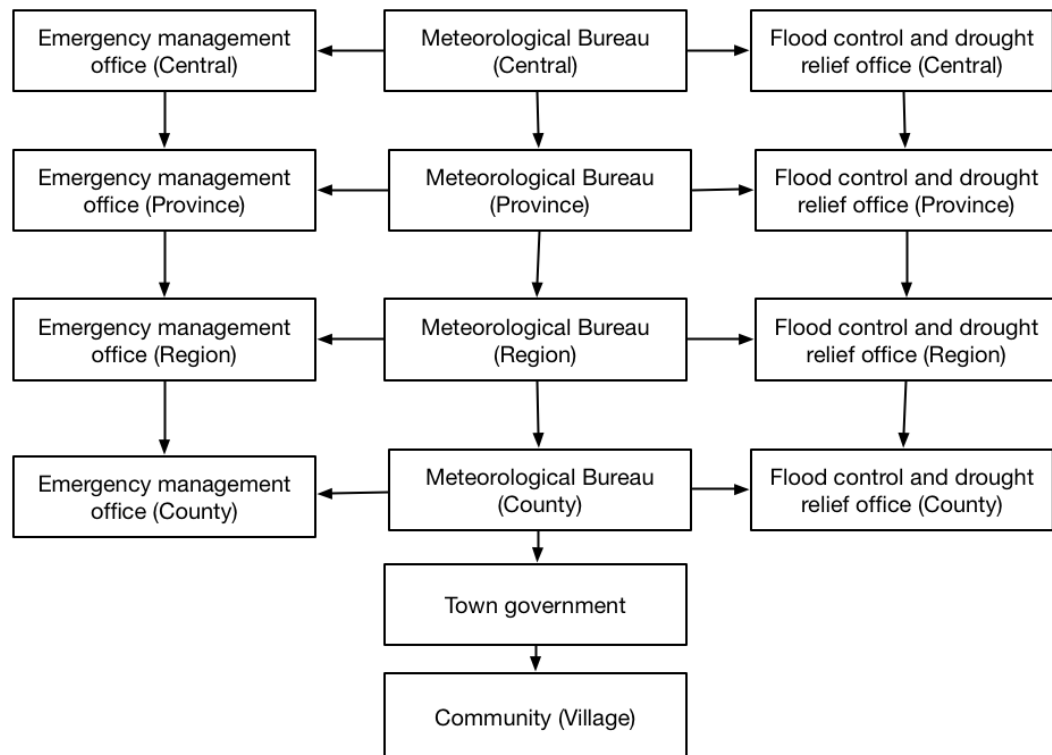 Emergency management
office (Central)
Meteorological Bureau
(Central)
Flood control and drought
relief office (Central)
Emergency management
office (Province)
Meteorological Bureau
(Province)
Flood control and drought
relief office (Province)
Emergency management
office (Region)
Meteorological Bureau
(Region)
Flood control and drought
relief office (Region)
Emergency management
office (County)
Meteorological Bureau
(County)
Flood control and drought
relief office (County)
Town government
Community (Village)